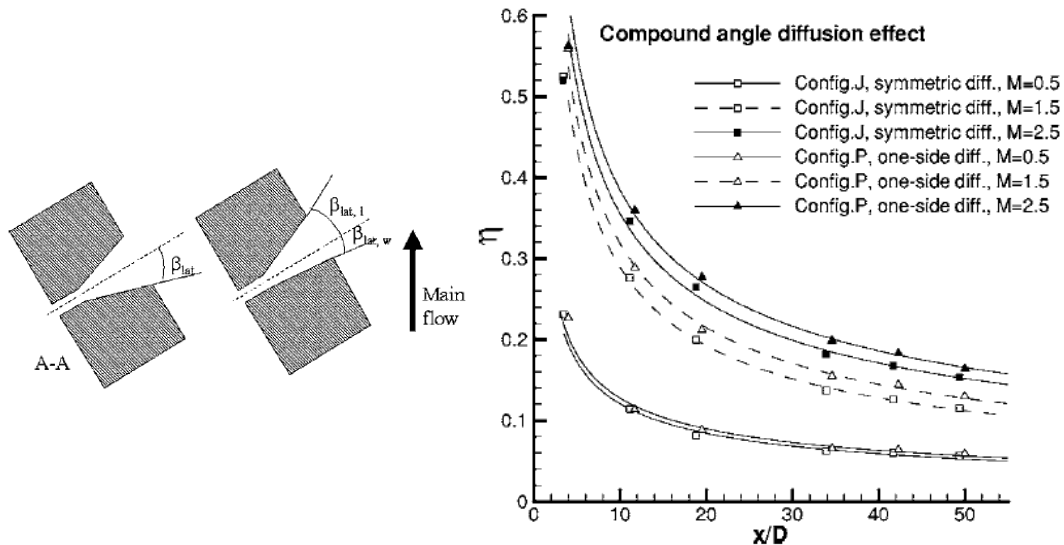 A-A
βlat
βlat, l
βlat, w
Main
flow
Compound angle diffusion effect
Config.J, symmetric diff., M=0.5
Config.J, symmetric diff., M=1.5
Config.J, symmetric diff., M=2.5
Config.P, one-side diff., M=0.5
Config.P, one-side diff., M=1.5
Config.P, one-side diff., M=2.5
η
0.6
0.5
0.4
0.3
0.2
0.1
0
0 10 20 30 40 50
x/D